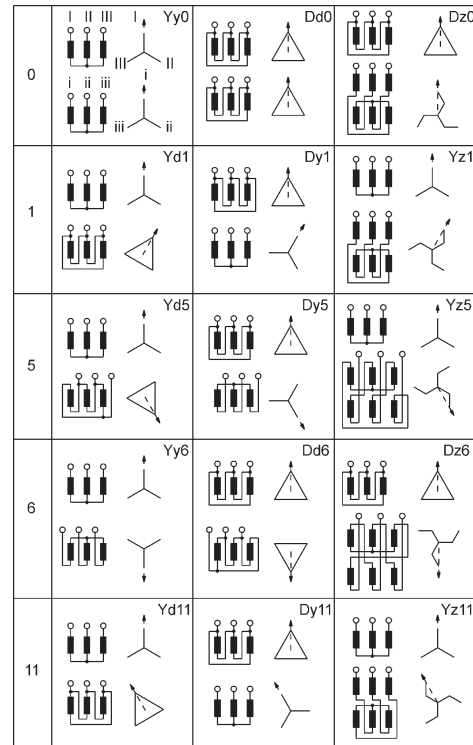 0
I II III I Yy0
III II
i ii iii i
iii ii
Dd0
Dz0
1
Yd1
Dy1
Yz1
5
Yd5
Dy5
Yz5
6
Yy6
Dd6
Dz6
11
Yd11
Dy11
Yz11